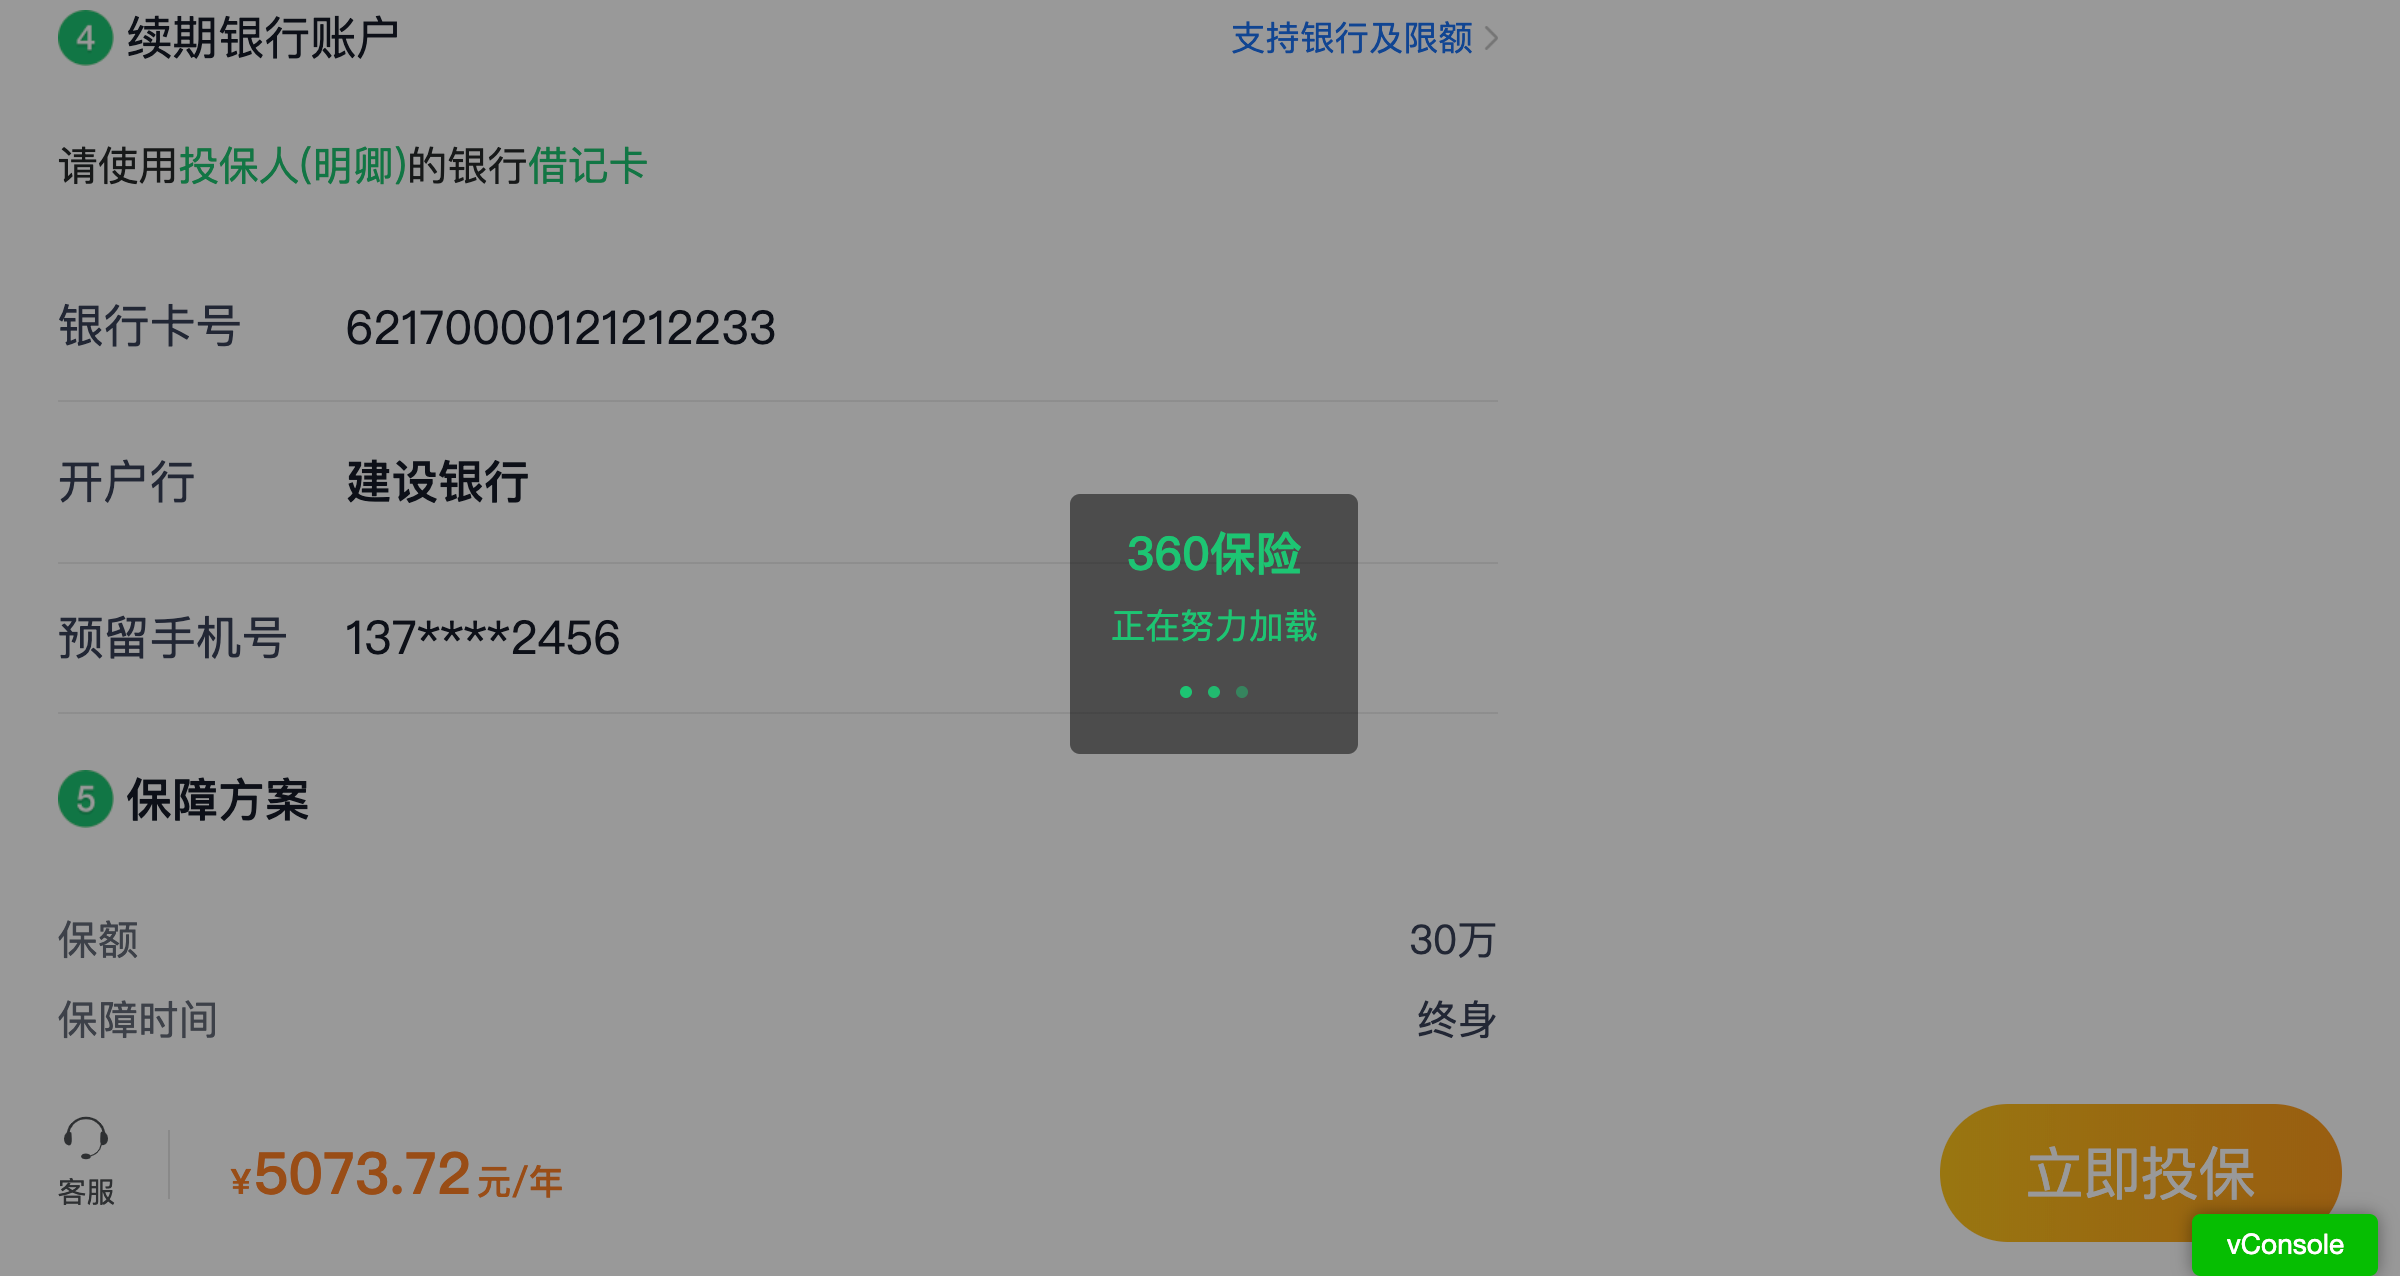 4 续期银行账户 支持银行及限额
请使用投保人(明卿)的银行借记卡
银行卡号 62170000121212233
开户行 建设银行
360保险
正在努力加载
预留手机号 137****2456
5 保障方案
保额 30万
保障时间 终身
客服
¥5073.72元/年
立即投保
vConsole